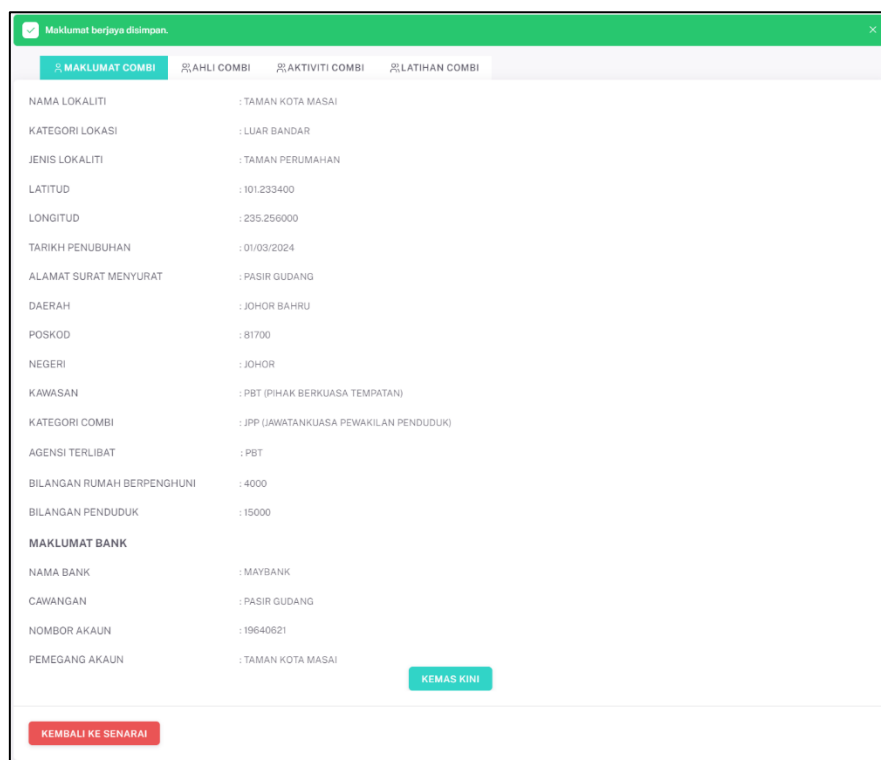 Maklumat berjaya disimpan.
MAKLUMAT COMBI AHLI COMBI AKTIVITI COMBI LATIHAN COMBI
NAMA LOKALITI : TAMAN KOTA MASAI
KATEGORI LOKASI : LUAR BANDAR
JENIS LOKALITI : TAMAN PERUMAHAN
LATITUD : 101.233400
LONGITUD : 235.256000
TARIKH PENUBUHAN : 01/03/2024
ALAMAT SURAT MENYURAT : PASIR GUDANG
DAERAH : JOHOR BAHRU
POSKOD : 81700
NEGERI : JOHOR
KAWASAN : PBT (PIHAK BERKUASA TEMPATAN)
KATEGORI COMBI : JPP (JAWATANKUASA PEWAKILAN PENDUDUK)
AGENSI TERLIBAT : PBT
BILANGAN RUMAH BERPENGHUNI : 4000
BILANGAN PENDUDUK : 15000
MAKLUMAT BANK
NAMA BANK : MAYBANK
CAWANGAN : PASIR GUDANG
NOMBOR AKAUN : 19640621
PEMEGANG AKAUN : TAMAN KOTA MASAI
KEMAS KINI
KEMBALI KE SENARAI